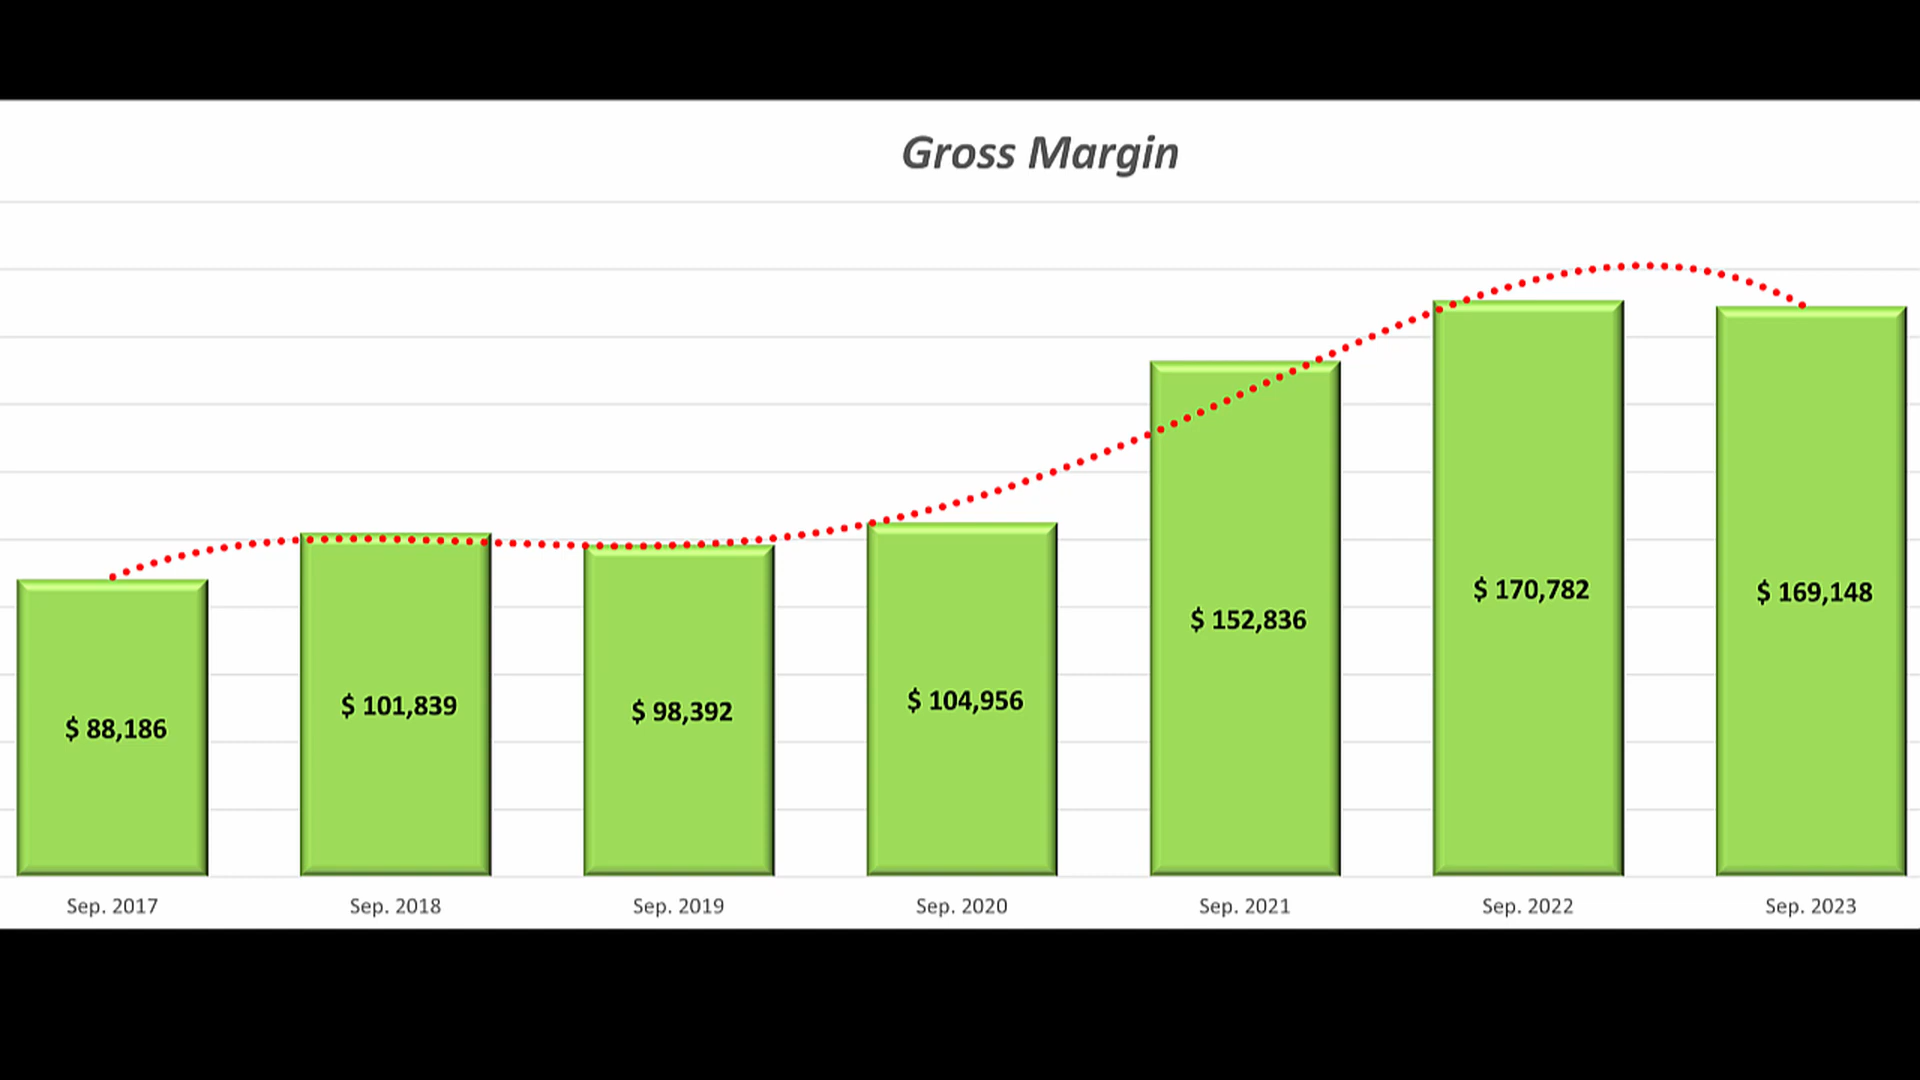 Gross Margin
$ 88,186
$ 101,839
$ 98,392
$ 104,956
$ 152,836
$ 170,782
$ 169,148
Sep. 2017
Sep. 2018
Sep. 2019
Sep. 2020
Sep. 2021
Sep. 2022
Sep. 2023